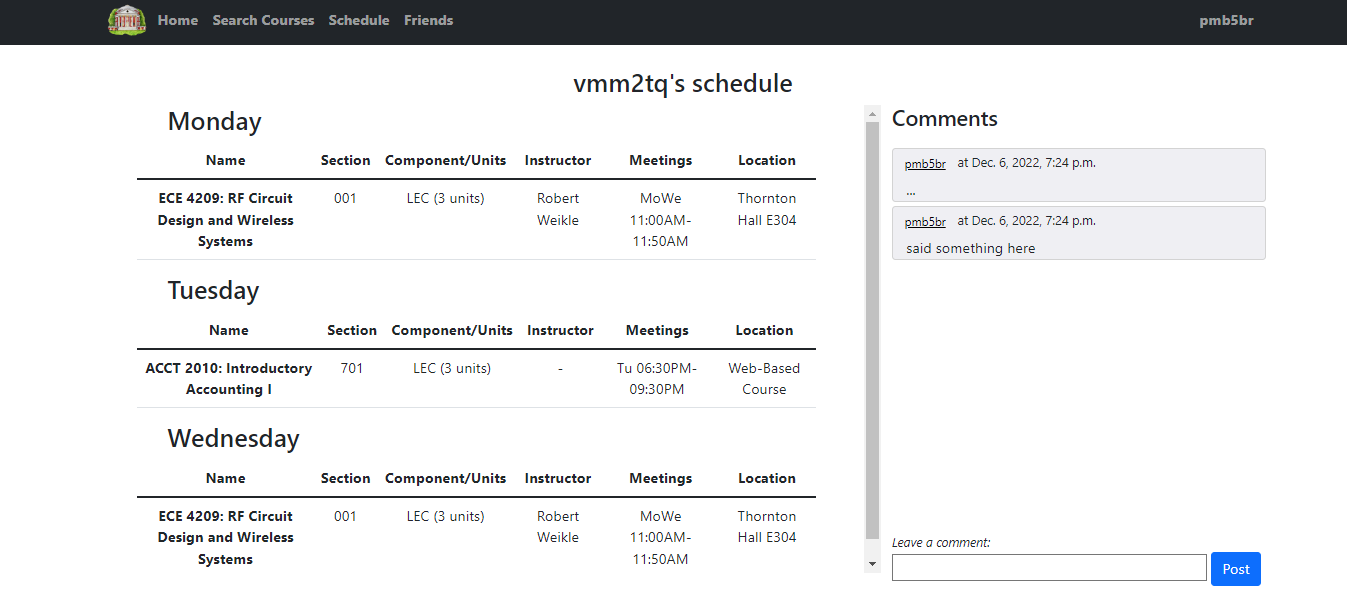 Home Search Courses Schedule Friends pmb5br
vmm2tq's schedule
Monday
Name Section Component/Units Instructor Meetings Location
ECE 4209: RF Circuit 001 LEC (3 units) Robert MoWe Thornton
Design and Wireless Weikle 11:00AM- Hall E304
Systems 11:50AM
Tuesday
Name Section Component/Units Instructor Meetings Location
ACCT 2010: Introductory 701 LEC (3 units) - Tu 06:30PM- Web-Based
Accounting I 09:30PM Course
Wednesday
Name Section Component/Units Instructor Meetings Location
ECE 4209: RF Circuit 001 LEC (3 units) Robert MoWe Thornton
Design and Wireless Weikle 11:00AM- Hall E304
Systems 11:50AM
Comments
pmb5br at Dec. 6, 2022, 7:24 p.m.
...
pmb5br at Dec. 6, 2022, 7:24 p.m.
said something here
Leave a comment:
Post